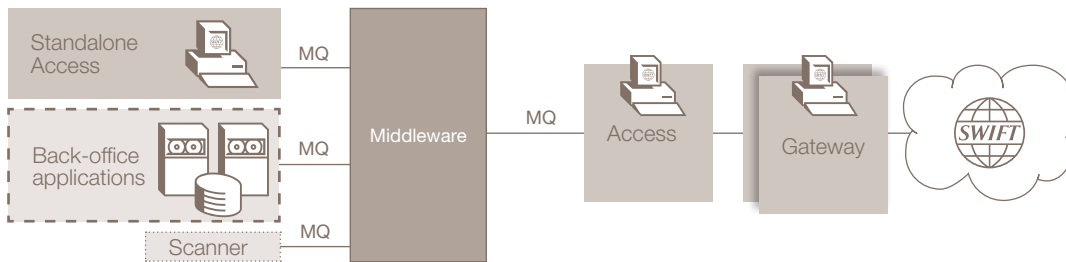 Standalone
Access
MQ
Back-office
applications
MQ
Scanner
MQ
Middleware
MQ
Access
Gateway
SWIFT